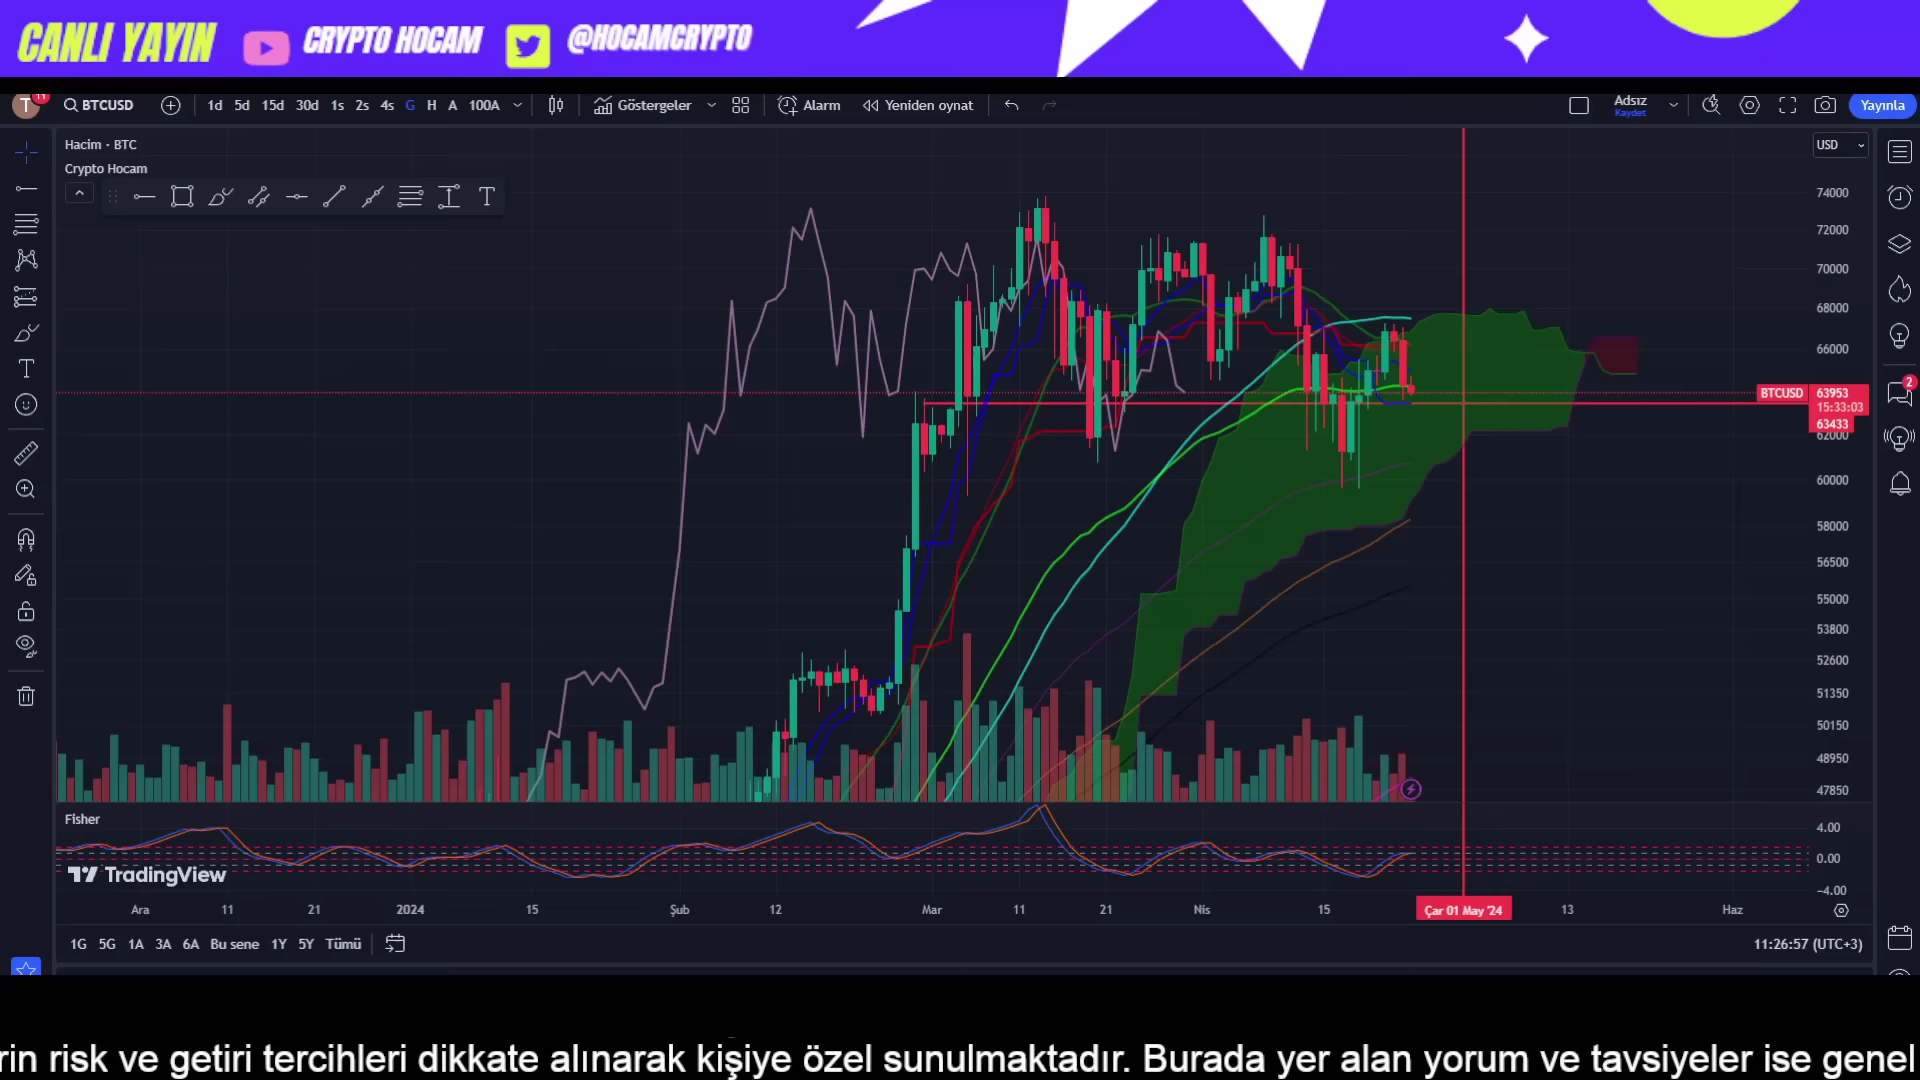 CANLI YAYIN CRYPTO HOCAM @HOCAMCRYPTO
T 11 BTCUSD 1d 5d 15d 30d 1s 2s 4s G H A 100A Göstergeler Alarm Yeniden oynat Adsız Kaydet Yayınla
Hacim · BTC
Crypto Hocam
USD
T
74000
72000
70000
68000
66000
BTCUSD 63953
15:33:03
63433
62000
60000
58000
56500
55000
53800
52600
51350
50150
48950
47850
2
Fisher
4.00
0.00
−4.00
TradingView
Ara 11 21 2024 15 Şub 12 Mar 11 21 Nis 15 Çar 01 May '24 13 Haz
1G 5G 1A 3A 6A Bu sene 1Y 5Y Tümü 11:26:57 (UTC+3)
rin risk ve getiri tercihleri dikkate alınarak kişiye özel sunulmaktadır. Burada yer alan yorum ve tavsiyeler ise genel